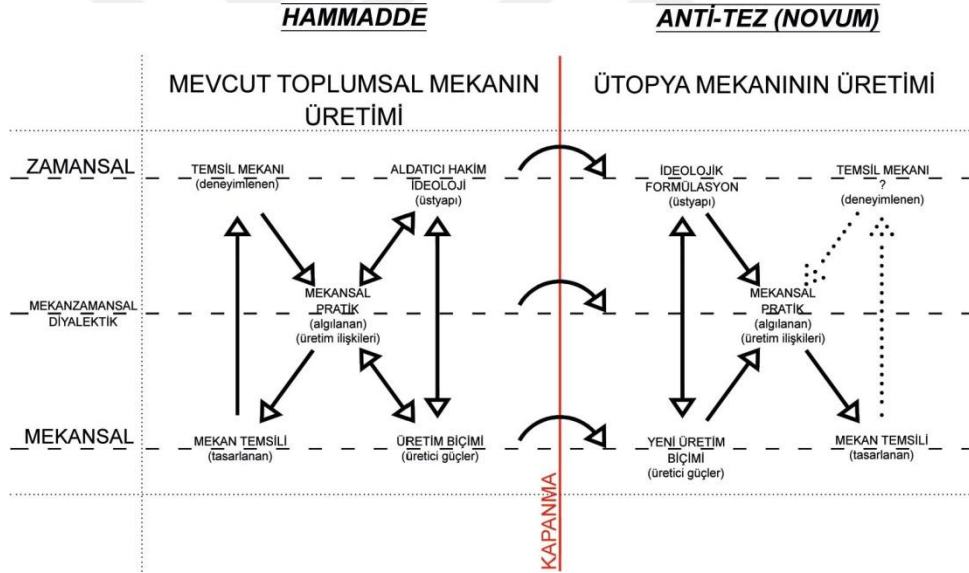 HAMMADDE
ANTİ-TEZ (NOVUM)
MEVCUT TOPLUMSAL MEKANIN
ÜRETİMİ
ÜTOPYA MEKANININ ÜRETİMİ
ZAMANSAL
TEMSİL MEKANI
(deneyimlenen)
ALDATICI HAKİM
İDEOLOJİ
(üstyapı)
İDEOLOJİK
FORMÜLASYON
(üstyapı)
TEMSİL MEKANI
?
(deneyimlenen)
MEKANZAMANSAL
DİYALEKTİK
MEKANSAL
PRATİK
(algılanan)
(üretim ilişkileri)
MEKANSAL
PRATİK
(algılanan)
(üretim ilişkileri)
MEKANSAL
MEKAN TEMSİLİ
(tasarlanan)
ÜRETİM BİÇİMİ
(üretici güçler)
YENİ ÜRETİM
BİÇİMİ
(üretici güçler)
MEKAN TEMSİLİ
(tasarlanan)
KAPANMA